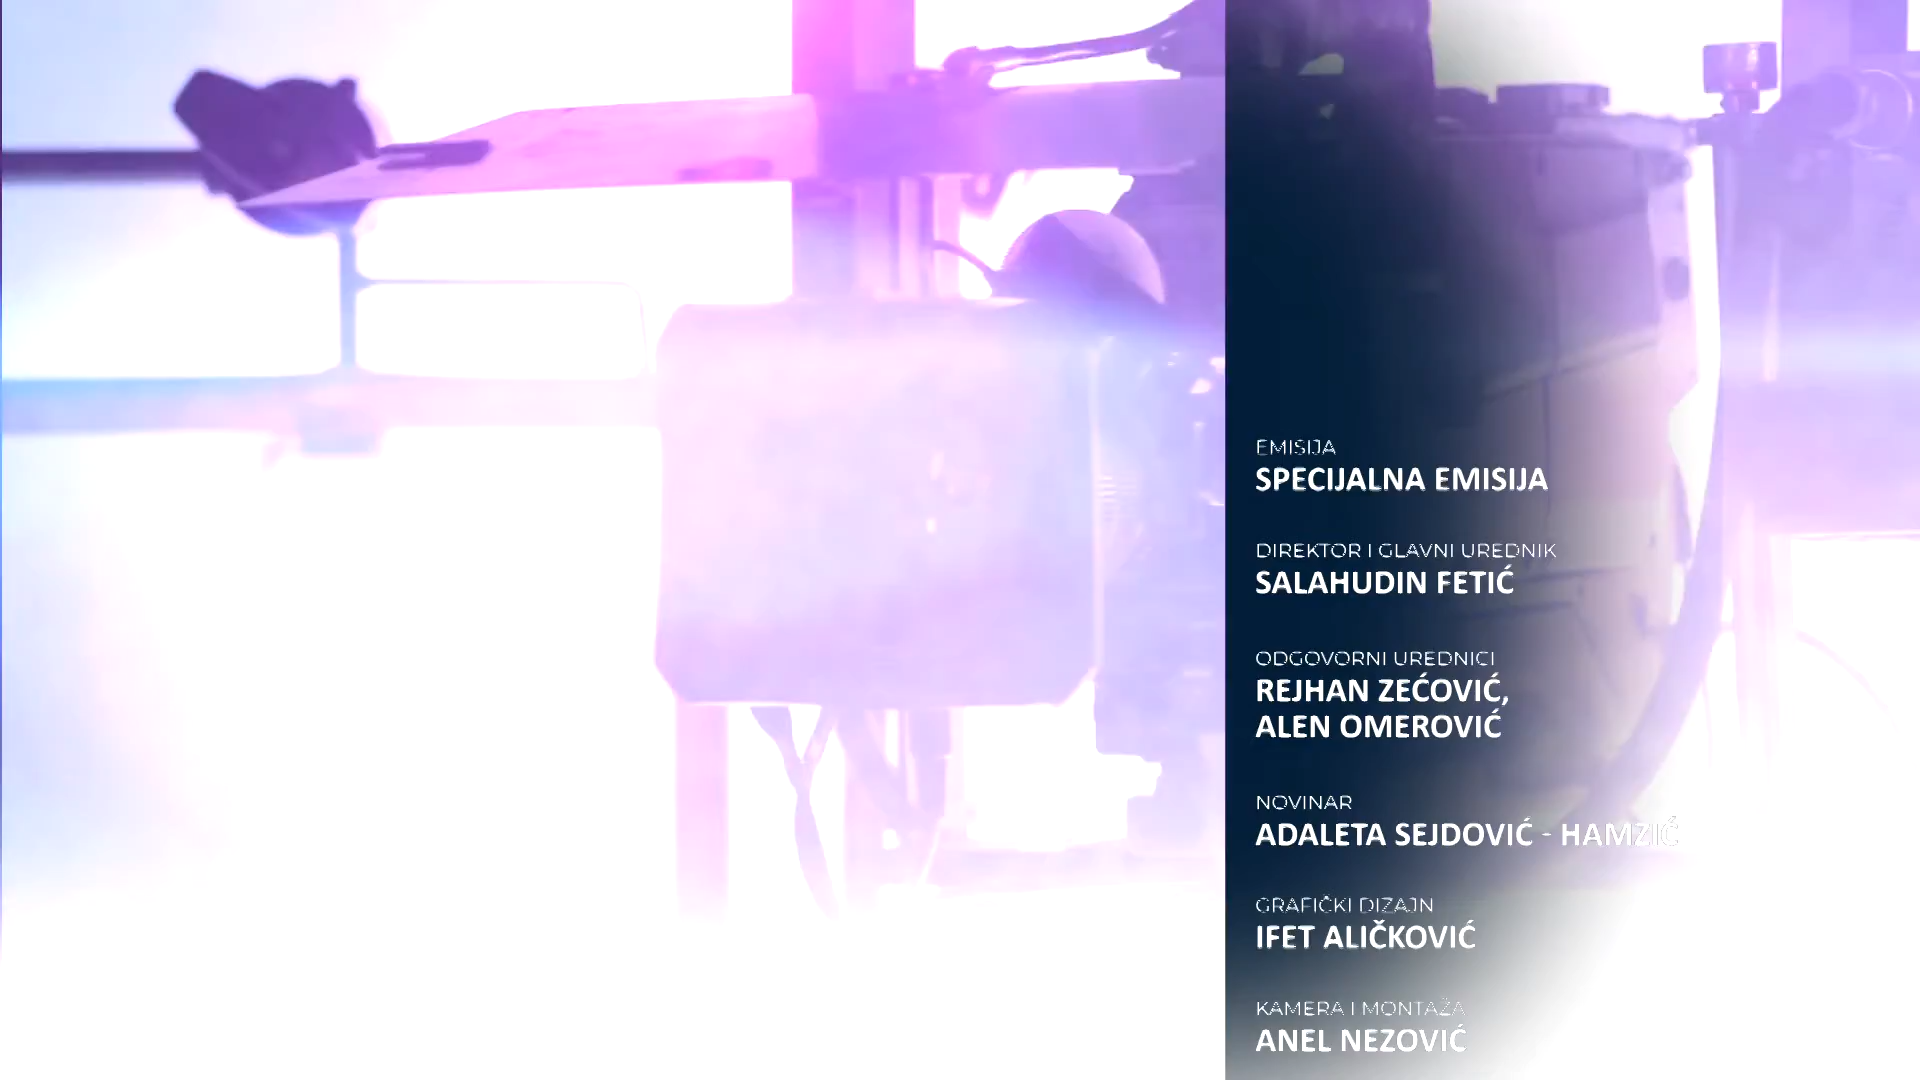 EMISIJA
SPECIJALNA EMISIJA
DIREKTOR I GLAVNI UREDNIK
SALAHUDIN FETIĆ
ODGOVORNI UREDNICI
REJHAN ZEĆOVIĆ,
ALEN OMEROVIĆ
NOVINAR
ADALETA SEJDOVIĆ - HAMZIĆ
GRAFIČKI DIZAJN
IFET ALIČKOVIĆ
KAMERA I MONTAŽA
ANEL NEZOVIĆ